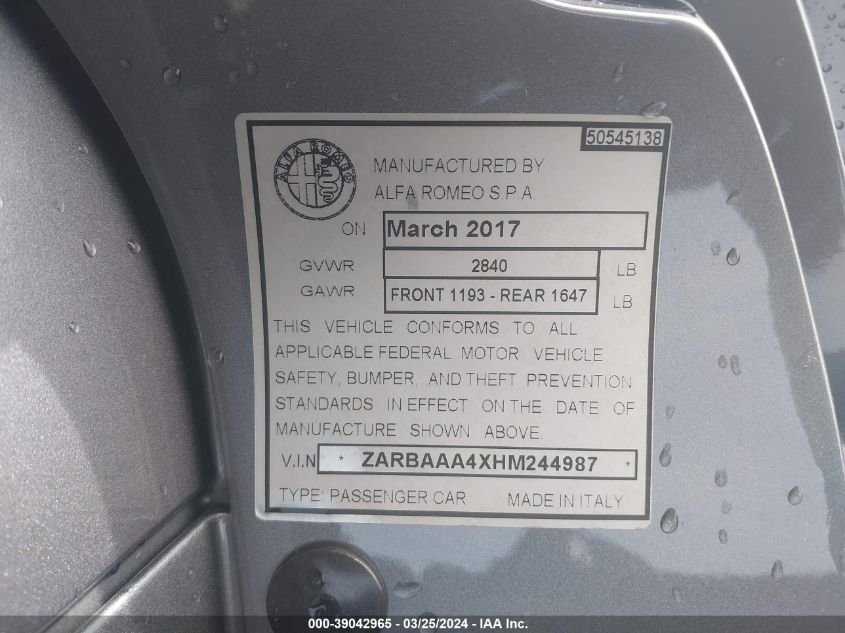 50545138
ALFA ROMEO
MANUFACTURED BY
ALFA ROMEO S.P.A
ON March 2017
GVWR 2840 LB
GAWR FRONT 1193 - REAR 1647 LB
THIS VEHICLE CONFORMS TO ALL
APPLICABLE FEDERAL MOTOR VEHICLE
SAFETY, BUMPER, AND THEFT PREVENTION
STANDARDS IN EFFECT ON THE DATE OF
MANUFACTURE SHOWN ABOVE.
V.I.N * ZARBAAA4XHM244987 *
TYPE: PASSENGER CAR MADE IN ITALY
000-39042965 - 03/25/2024 - IAA Inc.